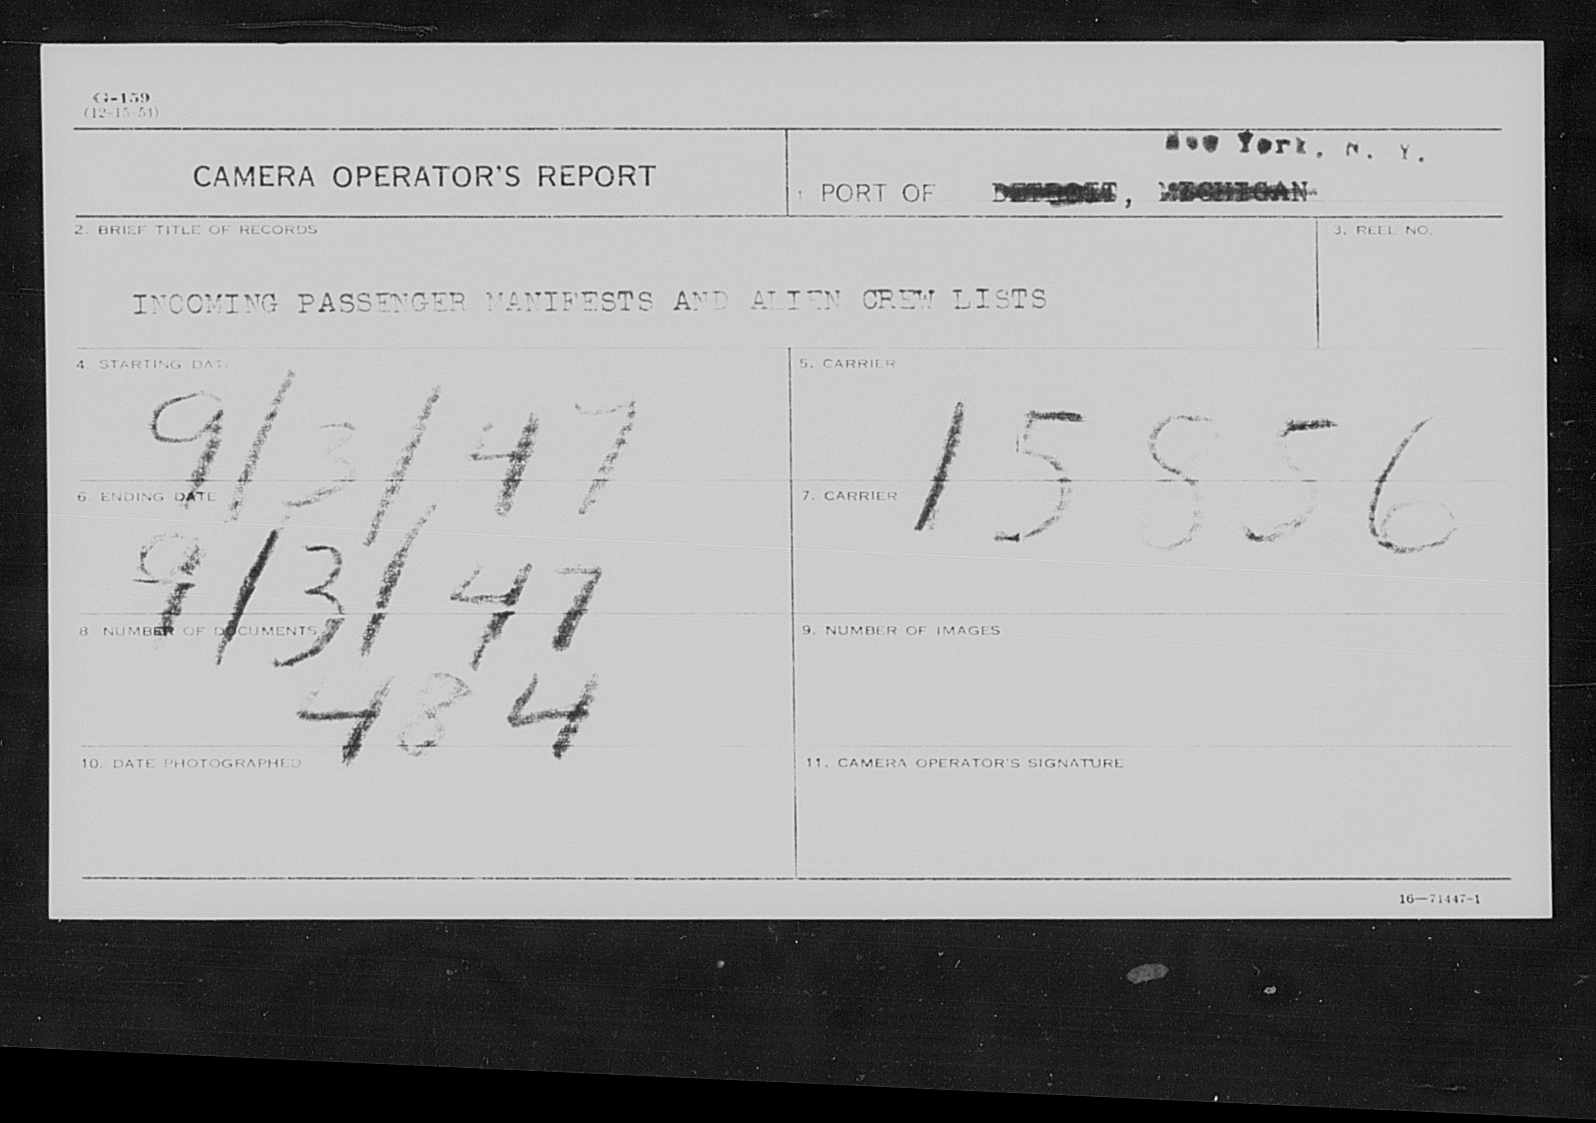 G-159
(12-15-54)
New York, N. Y.
CAMERA OPERATOR'S REPORT
1 PORT OF DETROIT, MICHIGAN
2. BRIEF TITLE OF RECORDS
3. REEL NO.
INCOMING PASSENGER MANIFESTS AND ALIEN CREW LISTS
4. STARTING DATE
5. CARRIER
9/3/47
15856
6. ENDING DATE
7. CARRIER
9/3/47
8. NUMBER OF DOCUMENTS
9. NUMBER OF IMAGES
484
10. DATE PHOTOGRAPHED
11. CAMERA OPERATOR'S SIGNATURE
16—71447-1